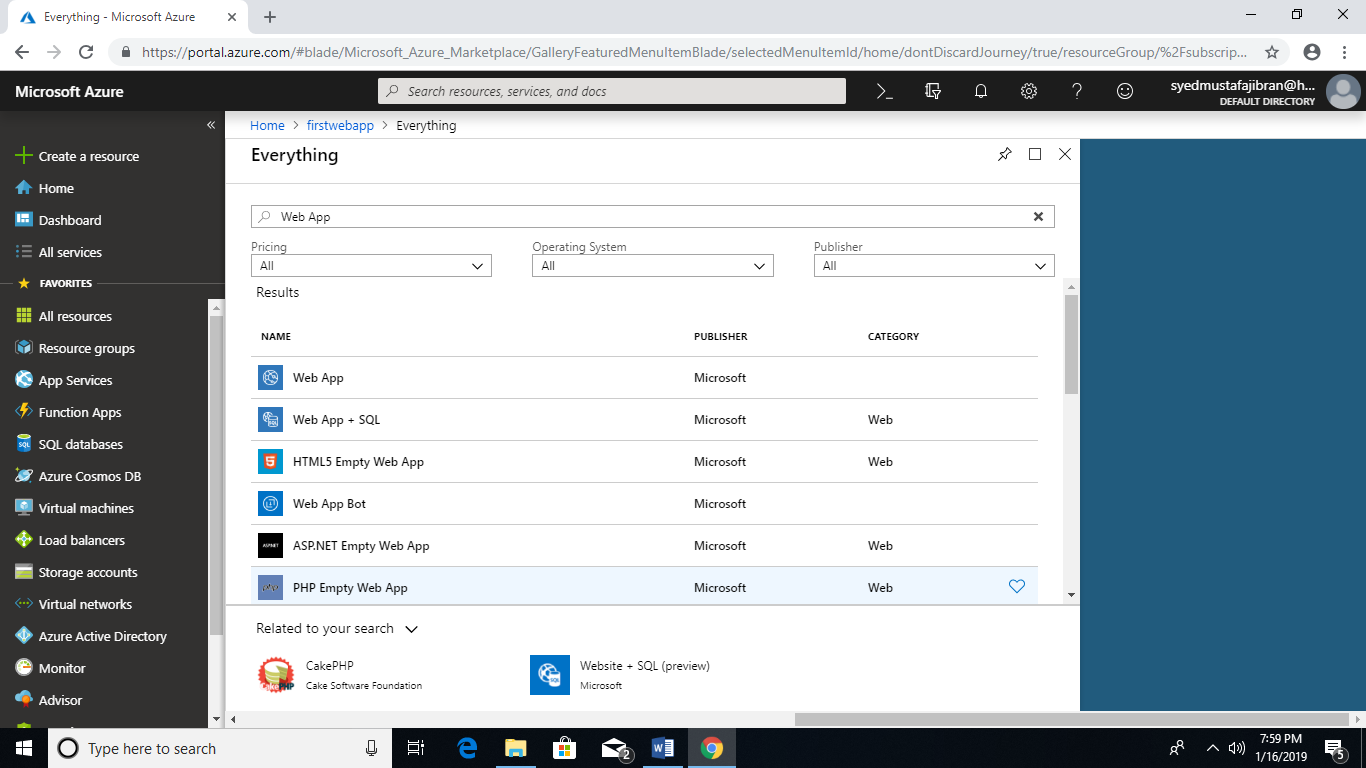 Everything - Microsoft Azure
https://portal.azure.com/#blade/Microsoft_Azure_Marketplace/GalleryFeaturedMenuItemBlade/selectedMenuItemId/home/dontDiscardJourney/true/resourceGroup/%2Fsubscrip...
Microsoft Azure
Search resources, services, and docs
syedmustafajibran@h...
DEFAULT DIRECTORY
Create a resource
Home
Dashboard
All services
FAVORITES
All resources
Resource groups
App Services
Function Apps
SQL databases
Azure Cosmos DB
Virtual machines
Load balancers
Storage accounts
Virtual networks
Azure Active Directory
Monitor
Advisor
Home > firstwebapp > Everything
Everything
Web App
Pricing Operating System Publisher
All All All
Results
NAME PUBLISHER CATEGORY
Web App Microsoft
Web App + SQL Microsoft Web
HTML5 Empty Web App Microsoft Web
Web App Bot Microsoft
ASP.NET Empty Web App Microsoft Web
PHP Empty Web App Microsoft Web
Related to your search
CakePHP
Cake Software Foundation
Website + SQL (preview)
Microsoft
Type here to search
2
7:59 PM
1/16/2019
5